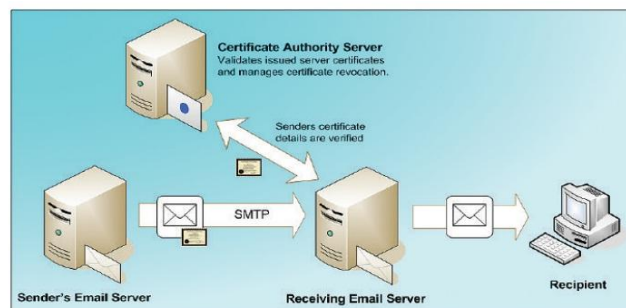 Certificate Authority Server
Validates issued server certificates
and manages certificate revocation.
Senders certificate
details are verified
SMTP
Sender's Email Server
Receiving Email Server
Recipient